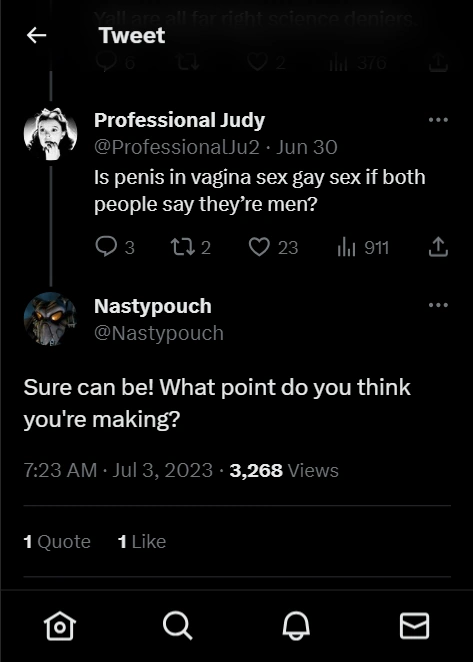 Yall are all far right science deniers
Tweet
6 2 376
Professional Judy
@ProfessionalJu2 · Jun 30
Is penis in vagina sex gay sex if both
people say they’re men?
3 2 23 911
Nastypouch
@Nastypouch
Sure can be! What point do you think
you're making?
7:23 AM · Jul 3, 2023 · 3,268 Views
1 Quote 1 Like